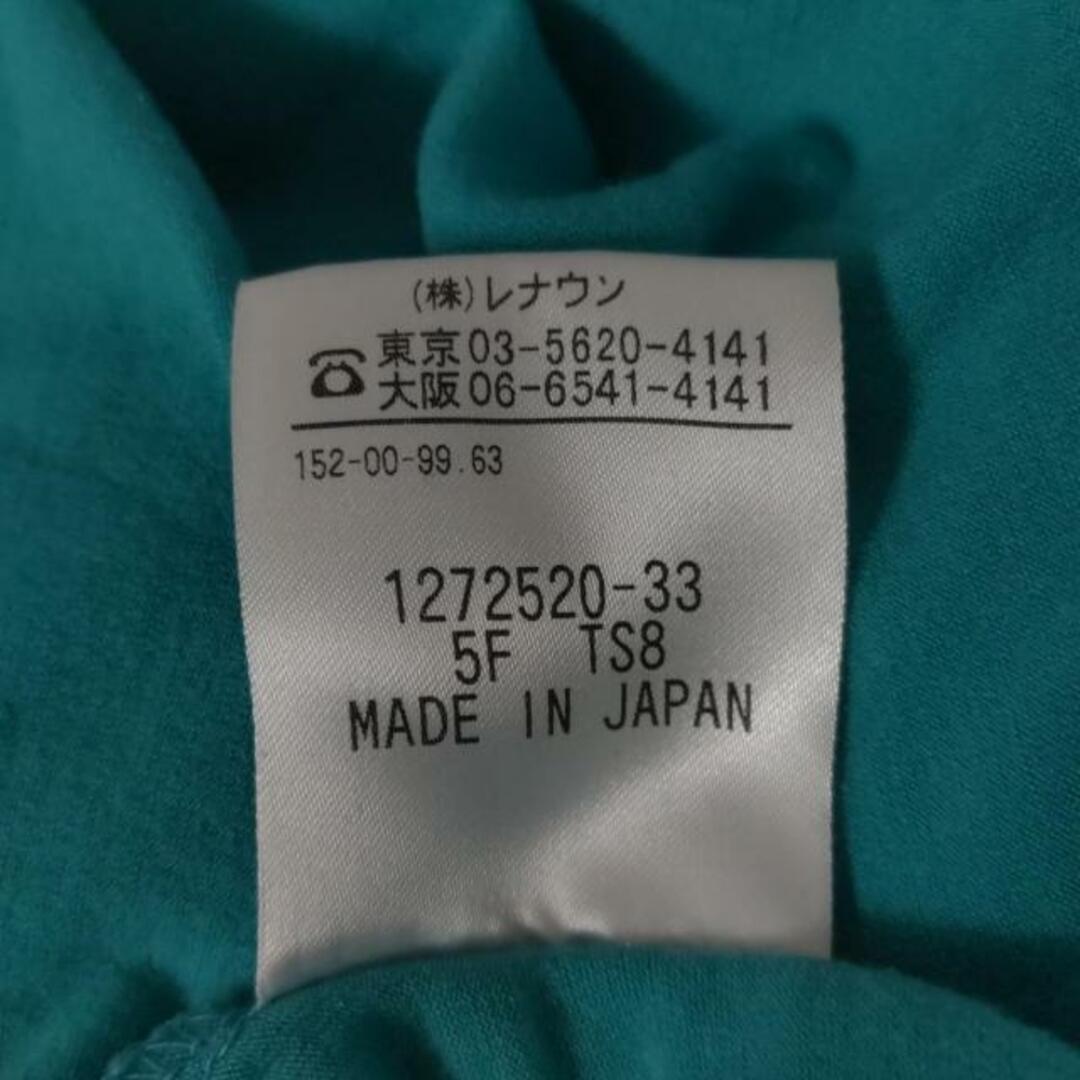 (株)レナウン
東京03-5620-4141
大阪06-6541-4141
152-00-99.63
1272520-33
5F TS8
MADE IN JAPAN